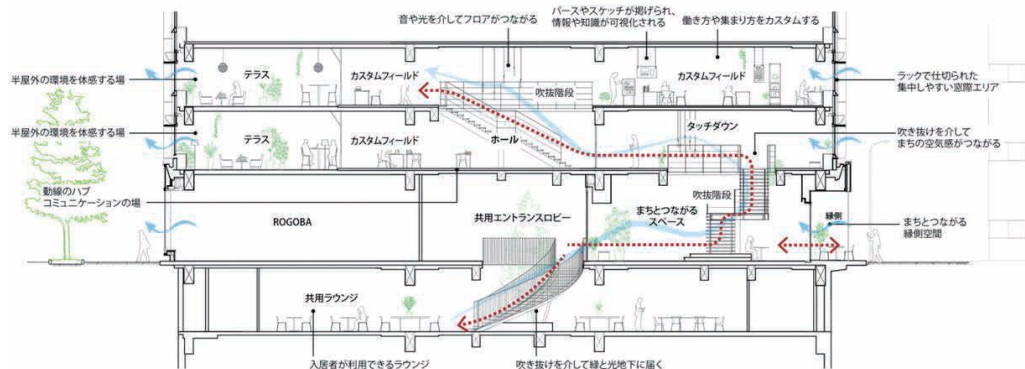 音や光を介してフロアがつながる
パースやスケッチが掲げられ、
情報や知識が可視化される
働き方や集まり方をカスタムする
半屋外の環境を体感する場
テラス
カスタムフィールド
吹抜階段
カスタムフィールド
ラックで仕切られた
集中しやすい窓際エリア
半屋外の環境を体感する場
テラス
カスタムフィールド
ホール
タッチダウン
吹き抜けを介して
まちの空気感がつながる
動線のハブ
コミュニケーションの場
ROGOBA
共用エントランスロビー
まちとつながる
スペース
吹抜階段
縁側
まちとつながる
縁側空間
共用ラウンジ
入居者が利用できるラウンジ
吹き抜けを介して緑と光地下に届く